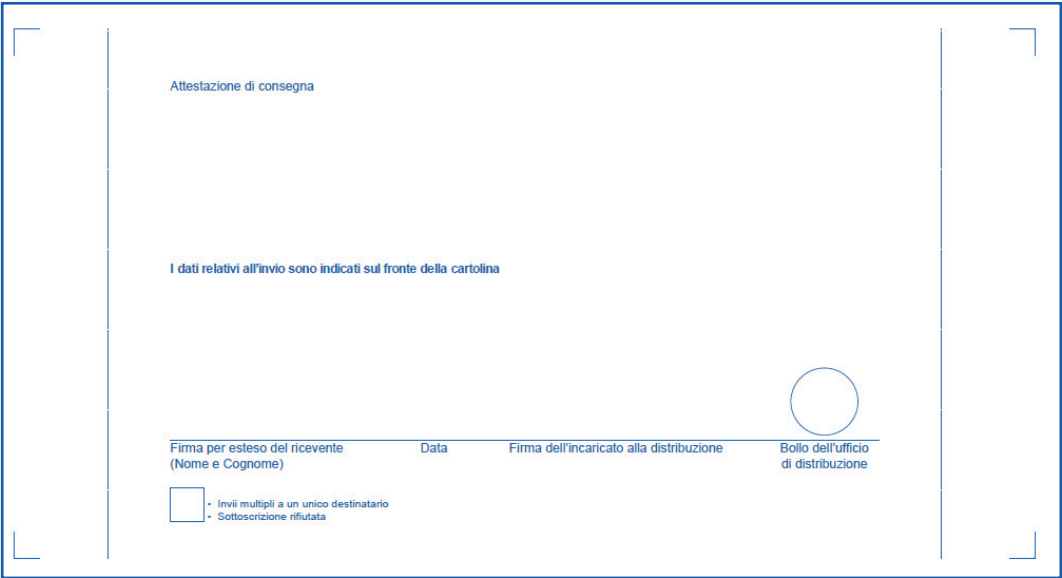 Attestazione di consegna
I dati relativi all'invio sono indicati sul fronte della cartolina
Firma per esteso del ricevente Data Firma dell'incaricato alla distribuzione Bollo dell'ufficio
(Nome e Cognome) di distribuzione
- Invii multipli a un unico destinatario
- Sottoscrizione rifiutata